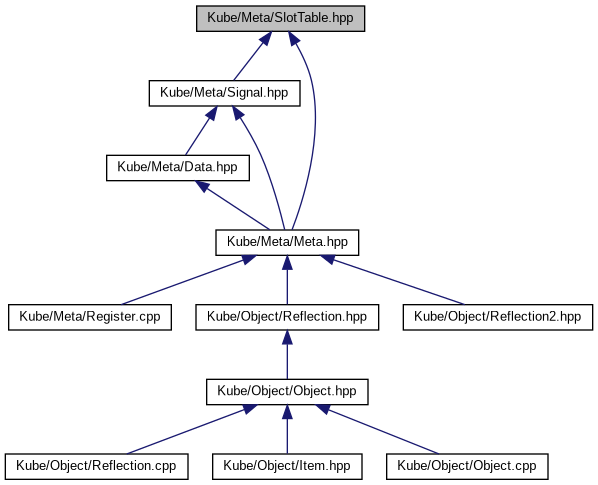 Kube/Meta/SlotTable.hpp
Kube/Meta/Signal.hpp
Kube/Meta/Data.hpp
Kube/Meta/Meta.hpp
Kube/Meta/Register.cpp
Kube/Object/Reflection.hpp
Kube/Object/Reflection2.hpp
Kube/Object/Object.hpp
Kube/Object/Reflection.cpp
Kube/Object/Item.hpp
Kube/Object/Object.cpp